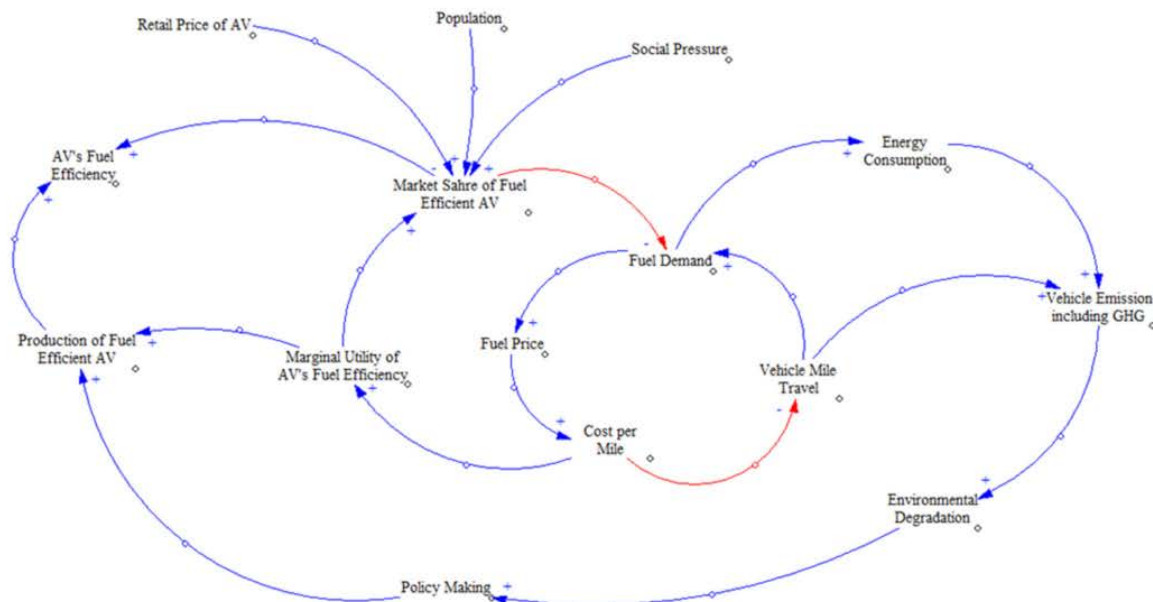 Population
Retail Price of AV
Social Pressure
+
AV's Fuel
Efficiency
+
Energy
Consumption
+
- + +
Market Sahre of Fuel
Efficient AV
+
+
-
Fuel Demand
+
+
+
Vehicle Emission
including GHG
Production of Fuel
Efficient AV
+
+
Marginal Utility of
AV's Fuel Efficiency
+
Fuel Price
+
Vehicle Mile
Travel
-
Cost per
Mile
+
Environmental
Degradation
+
Policy Making
+